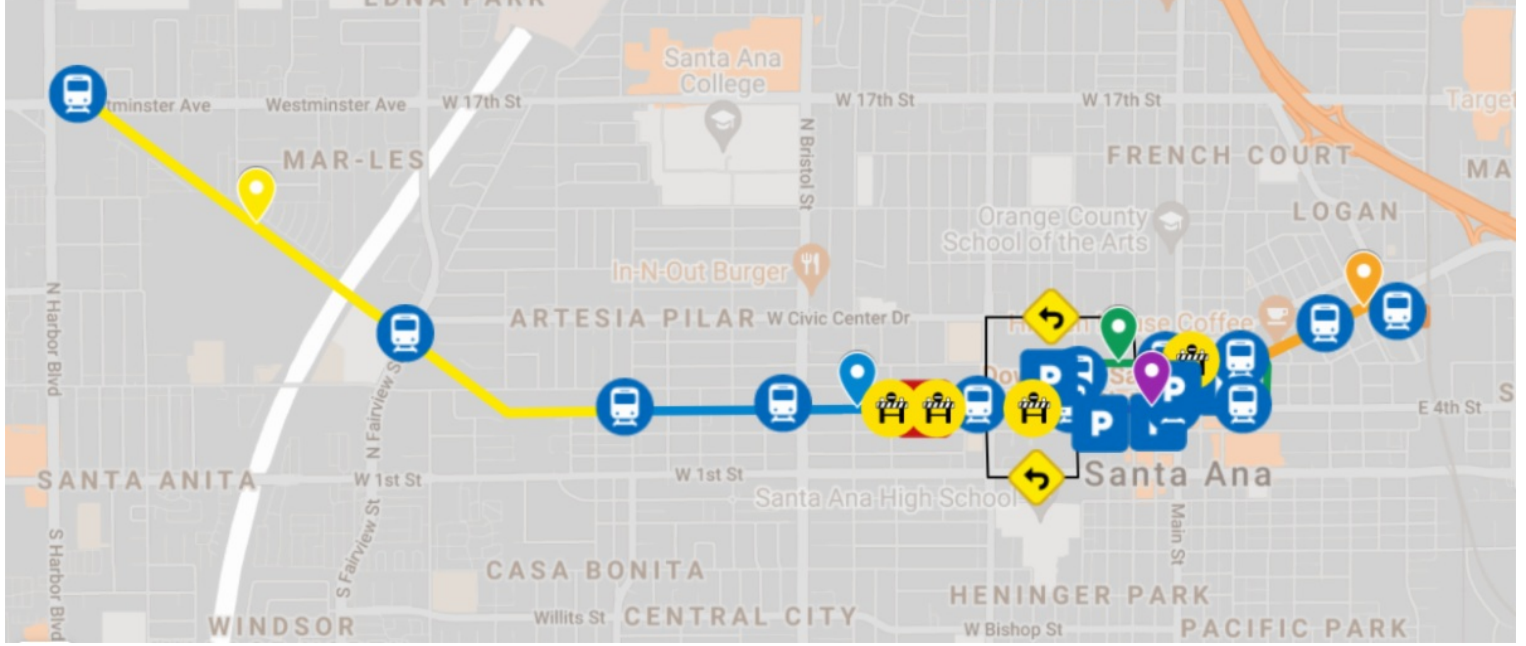 EDNA PARK
Santa Ana
College
tminster Ave
Westminster Ave
W 17th St
W 17th St
W 17th St
Target
MAR-LES
N Bristol St
FRENCH COURT
MA
Orange County
School of the Arts
LOGAN
In-N-Out Burger
N Harbor Blvd
ARTESIA PILAR
W Civic Center Dr
Coffee
N Fairview S
P
P
P
S
E 4th St
SANTA ANITA
W 1st St
W 1st St
Santa Ana
Santa Ana High School
S Harbor Blvd
S Fairview St
Main St
CASA BONITA
HENINGER PARK
Willits St
CENTRAL CITY
WINDSOR
W Bishop St
PACIFIC PARK